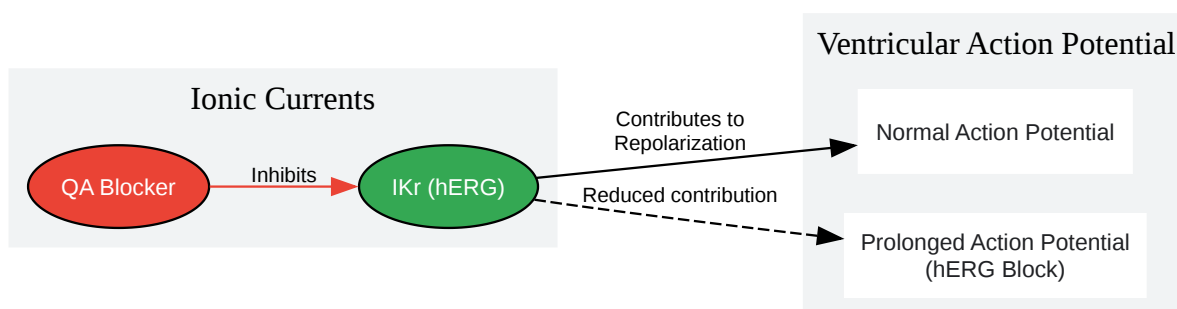 Ventricular Action Potential
Ionic Currents
QA Blocker
Inhibits
IKr (hERG)
Contributes to
Repolarization
Reduced contribution
Normal Action Potential
Prolonged Action Potential
(hERG Block)